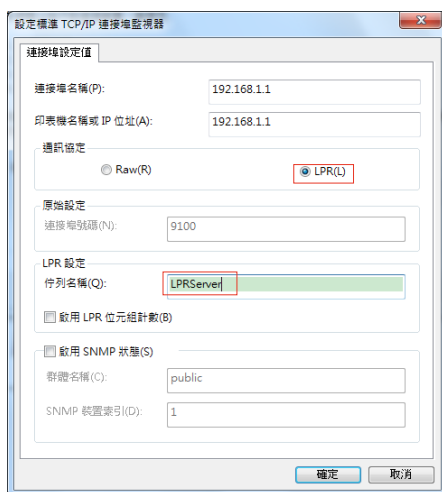 設定標準 TCP/IP 連接埠監視器
連接埠設定值
連接埠名稱(P): 192.168.1.1
印表機名稱或 IP 位址(A): 192.168.1.1
通訊協定
Raw(R) LPR(L)
原始設定
連接埠號碼(N): 9100
LPR 設定
佇列名稱(Q): LPRServer
啟用 LPR 位元組計數(B)
啟用 SNMP 狀態(S)
群體名稱(C): public
SNMP 裝置索引(D): 1
確定 取消